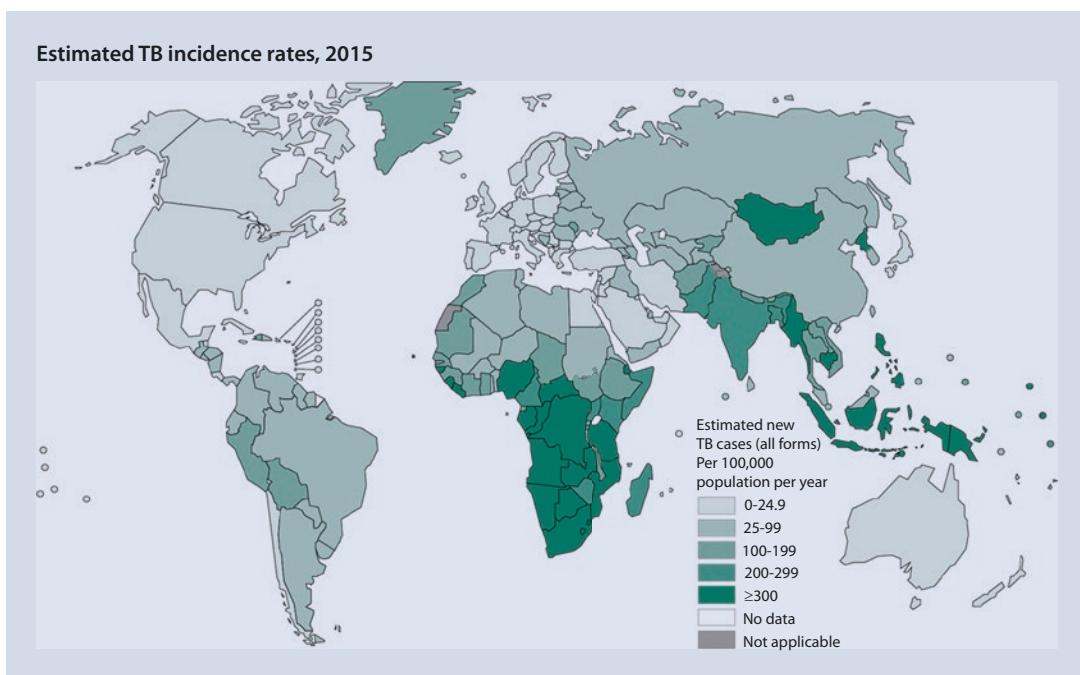 Estimated TB incidence rates, 2015
Estimated new
TB cases (all forms)
Per 100,000
population per year
0-24.9
25-99
100-199
200-299
≥300
No data
Not applicable